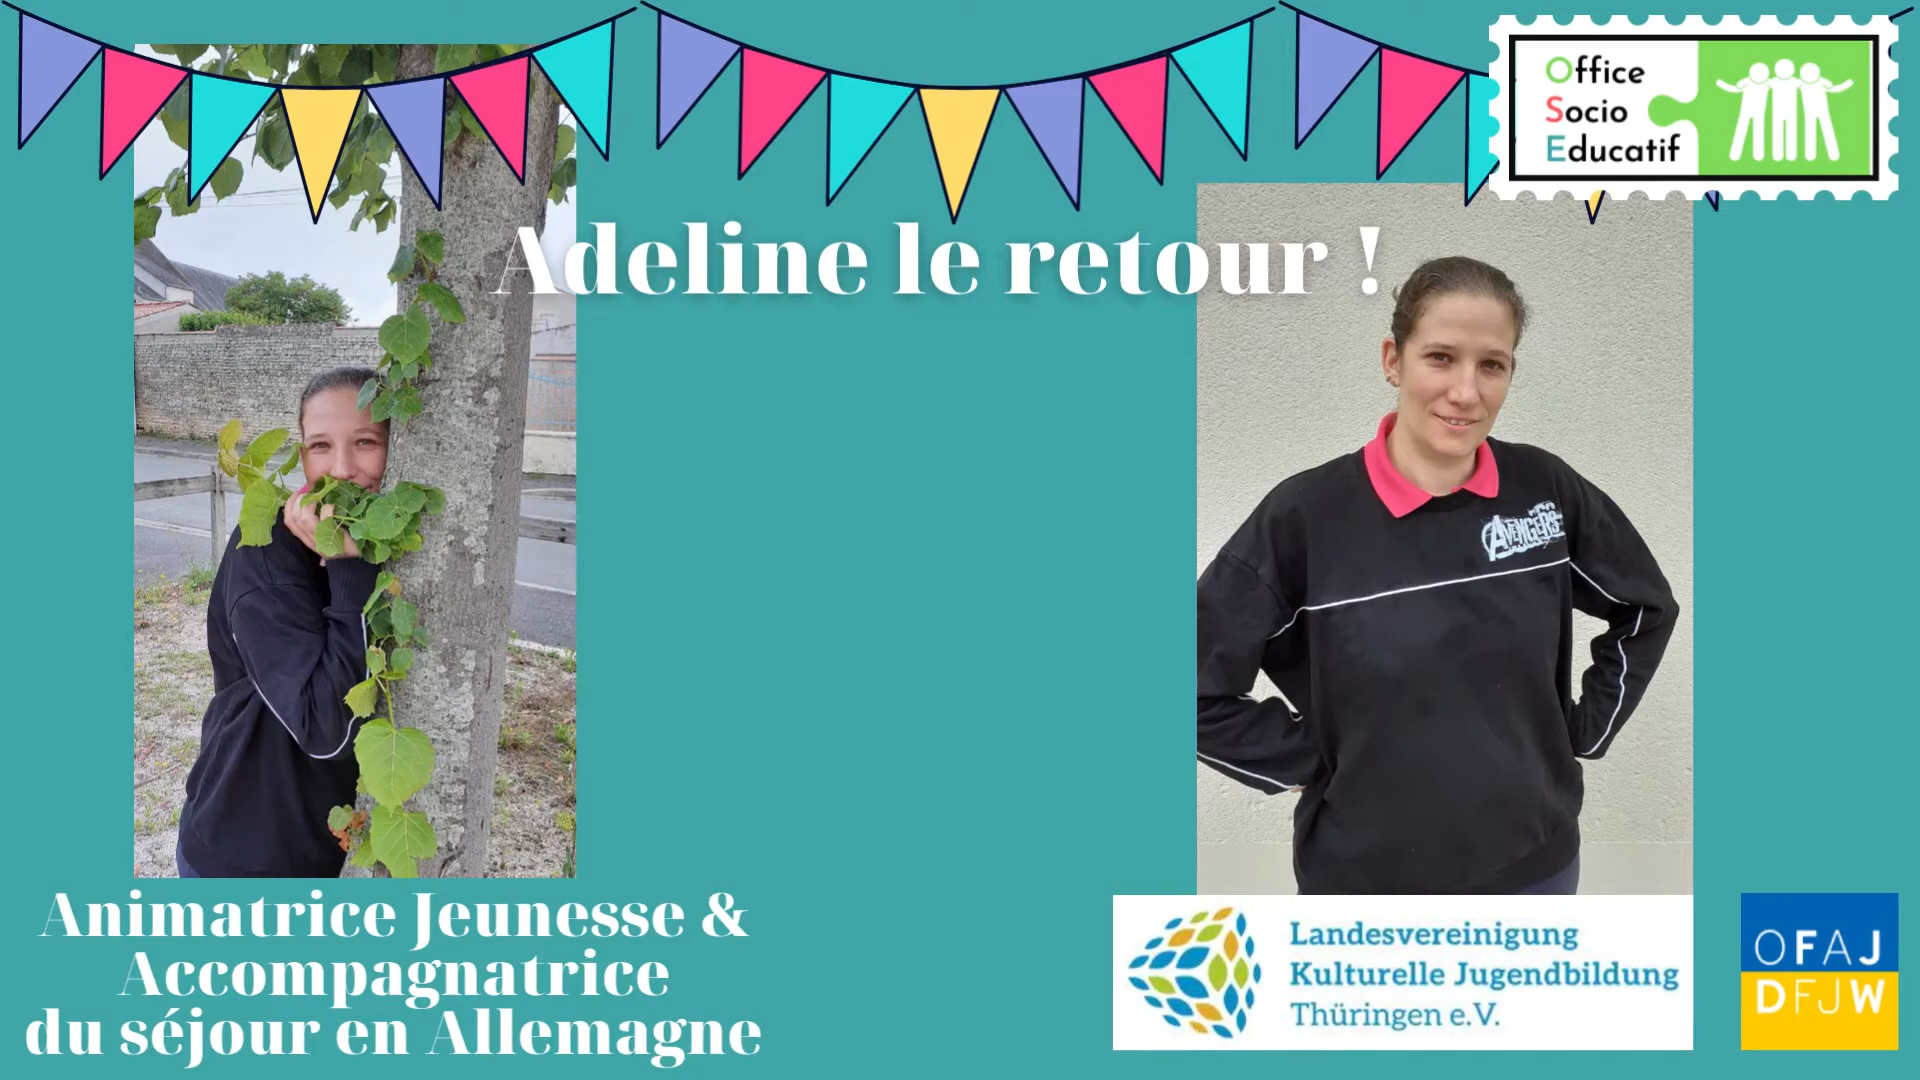 Office
Socio
Educatif
Adeline le retour !
AVENGERS
Animatrice Jeunesse &
Accompagnatrice
du séjour en Allemagne
Landesvereinigung
Kulturelle Jugendbildung
Thüringen e.V.
OFAJ
DFJW